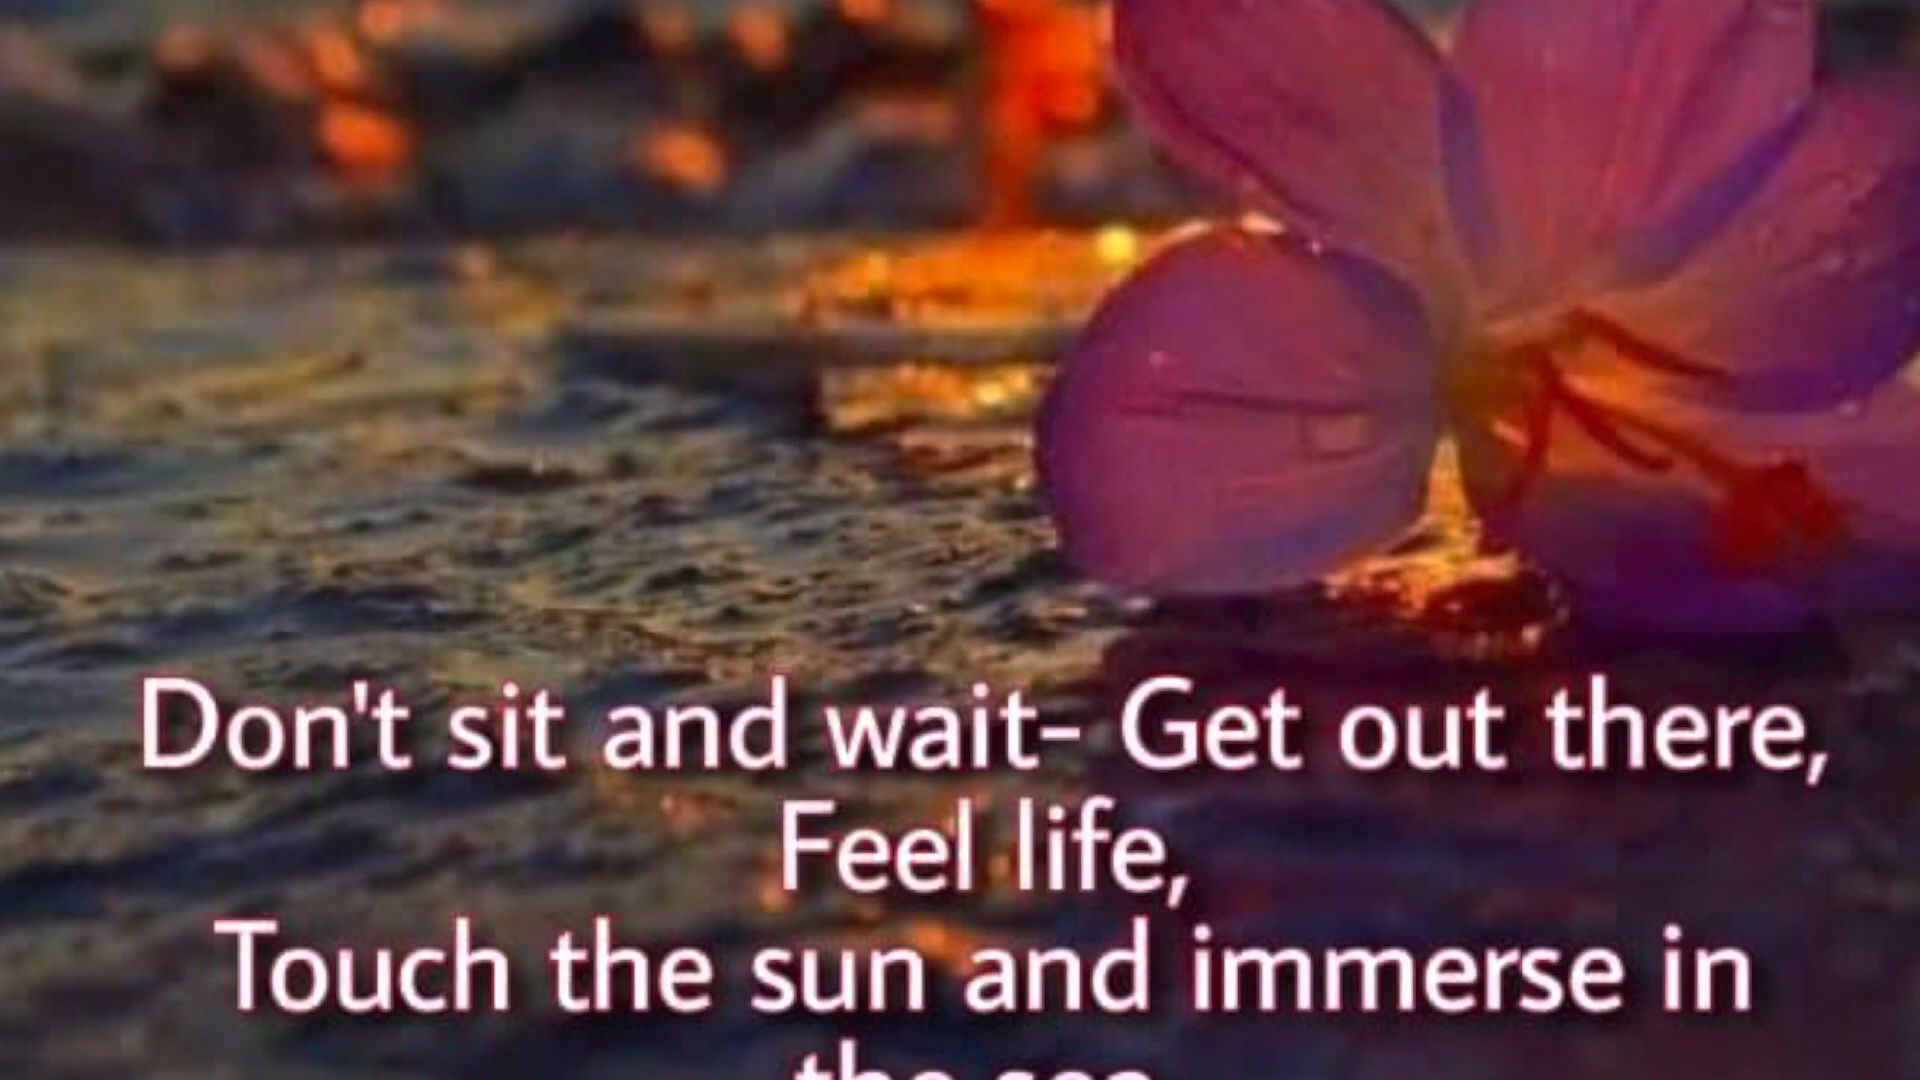 Don't sit and wait- Get out there,
Feel life,
Touch the sun and immerse in
the sea